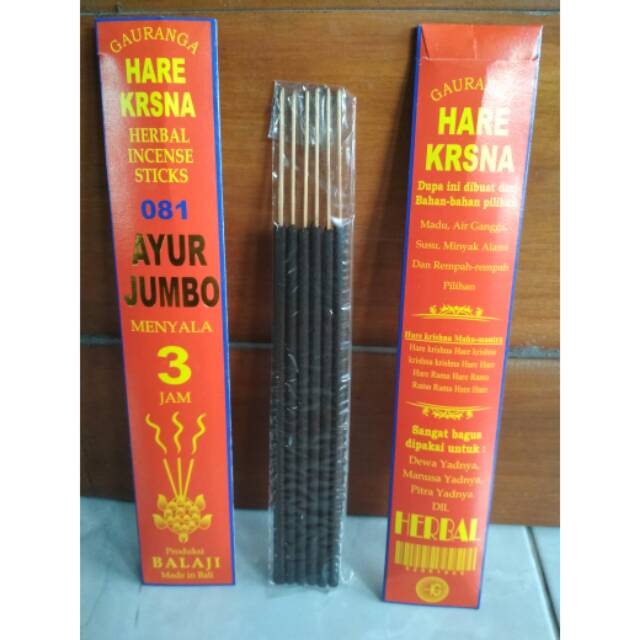 GAURANGA
HARE
KRSNA
HERBAL
INCENSE
STICKS
081
AYUR
JUMBO
MENYALA
3
JAM
Produksi
BALAJI
Made in Bali
GAURANGA
HARE
KRSNA
Dupa ini dibuat dari
Bahan-bahan pilihan
Madu, Air Gangga,
Susu, Minyak Alami
Dan Rempah-rempah
Pilihan
Hare krishna Maha-mantra
Hare krishna Hare krishna
krishna krishna Hare Hare
Hare Rama Hare Rama
Rama Rama Hare Hare
Sangat bagus
dipakai untuk :
Dewa Yadnya,
Manusa Yadnya,
Pitra Yadnya
Dll.
HERBAL